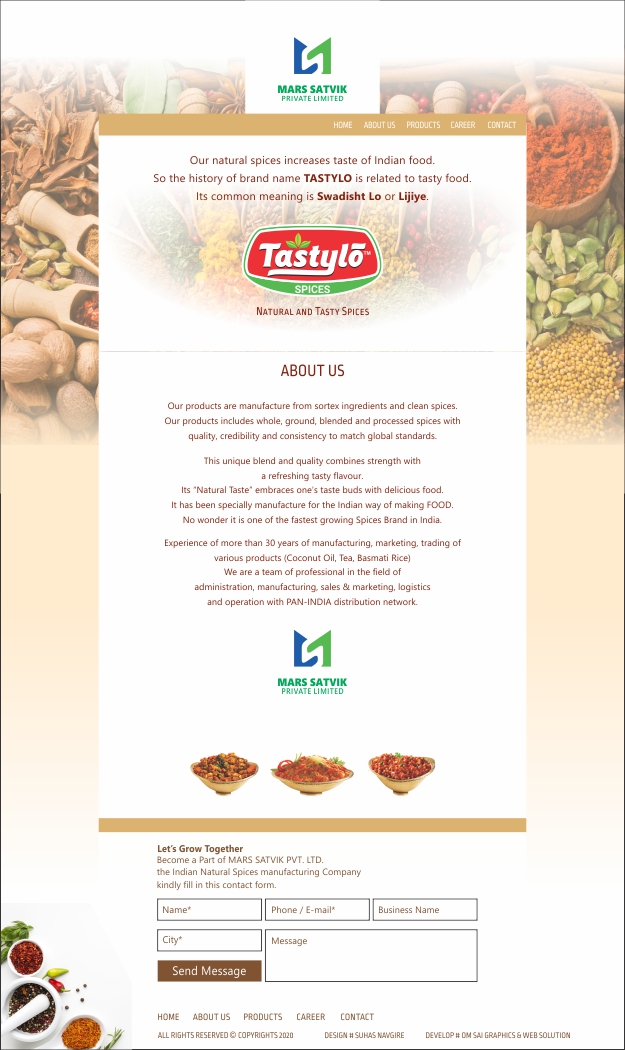 MARS SATVIK
PRIVATE LIMITED
HOME ABOUT US PRODUCTS CAREER CONTACT
Our natural spices increases taste of Indian food.
So the history of brand name TASTYLO is related to tasty food.
Its common meaning is Swadisht Lo or Lijiye.
Tastylō™
SPICES
NATURAL AND TASTY SPICES
ABOUT US
Our products are manufacture from sortex ingredients and clean spices.
Our products includes whole, ground, blended and processed spices with
quality, credibility and consistency to match global standards.
This unique blend and quality combines strength with
a refreshing tasty flavour.
Its "Natural Taste" embraces one's taste buds with delicious food.
It has been specially manufacture for the Indian way of making FOOD.
No wonder it is one of the fastest growing Spices Brand in India.
Experience of more than 30 years of manufacturing, marketing, trading of
various products (Coconut Oil, Tea, Basmati Rice)
We are a team of professional in the field of
administration, manufacturing, sales & marketing, logistics
and operation with PAN-INDIA distribution network.
MARS SATVIK
PRIVATE LIMITED
Let's Grow Together
Become a Part of MARS SATVIK PVT. LTD.
the Indian Natural Spices manufacturing Company
kindly fill in this contact form.
Name* Phone / E-mail* Business Name
City* Message
Send Message
HOME ABOUT US PRODUCTS CAREER CONTACT
ALL RIGHTS RESERVED © COPYRIGHTS 2020 DESIGN # SUHAS NAVGIRE DEVELOP # OM SAI GRAPHICS & WEB SOLUTION